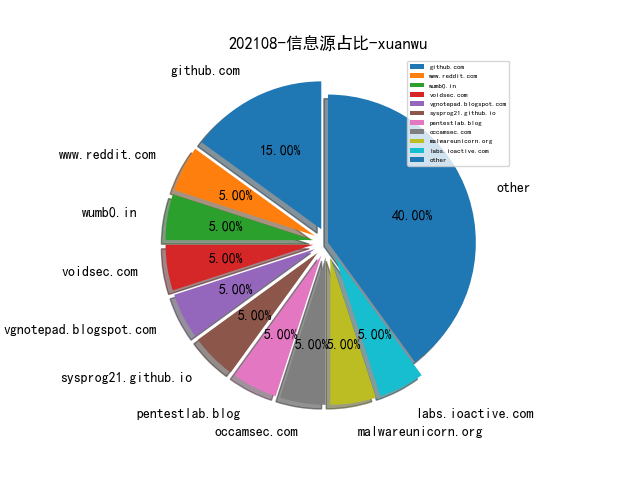 202108-信息源占比-xuanwu
github.com
www.reddit.com
wumb0.in
voidsec.com
vgnotepad.blogspot.com
sysprog21.github.io
pentestlab.blog
occamsec.com
malwareunicorn.org
labs.ioactive.com
other
15.00%
5.00%
5.00%
5.00%
5.00%
5.00%
5.00%
5.00%
5.00%
5.00%
40.00%
github.com
www.reddit.com
wumb0.in
voidsec.com
vgnotepad.blogspot.com
sysprog21.github.io
pentestlab.blog
occamsec.com
malwareunicorn.org
labs.ioactive.com
other